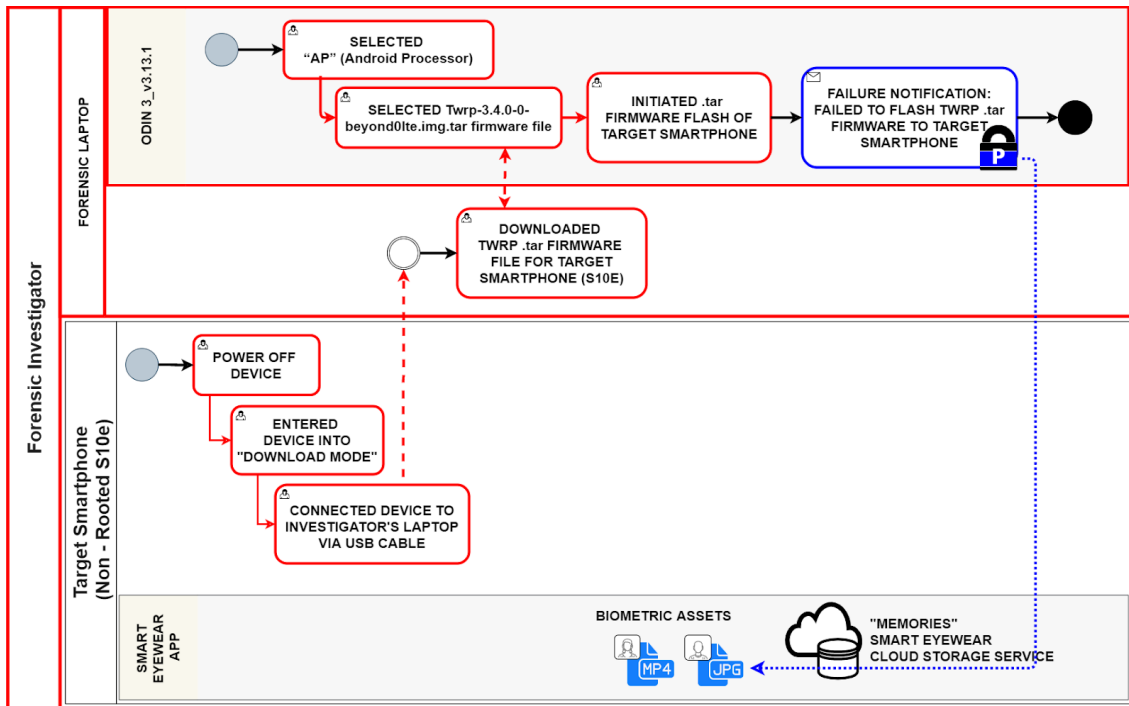 Forensic Investigator
FORENSIC LAPTOP
ODIN 3_v3.13.1
SELECTED
“AP” (Android Processor)
SELECTED Twrp-3.4.0-0-
beyond0lte.img.tar firmware file
INITIATED .tar
FIRMWARE FLASH OF
TARGET SMARTPHONE
FAILURE NOTIFICATION:
FAILED TO FLASH TWRP .tar
FIRMWARE TO TARGET
SMARTPHONE
P
DOWNLOADED
TWRP .tar FIRMWARE
FILE FOR TARGET
SMARTPHONE (S10E)
Target Smartphone
(Non - Rooted S10e)
POWER OFF
DEVICE
ENTERED
DEVICE INTO
"DOWNLOAD MODE"
CONNECTED DEVICE TO
INVESTIGATOR'S LAPTOP
VIA USB CABLE
SMART
EYEWEAR
APP
BIOMETRIC ASSETS
MP4
JPG
"MEMORIES"
SMART EYEWEAR
CLOUD STORAGE SERVICE